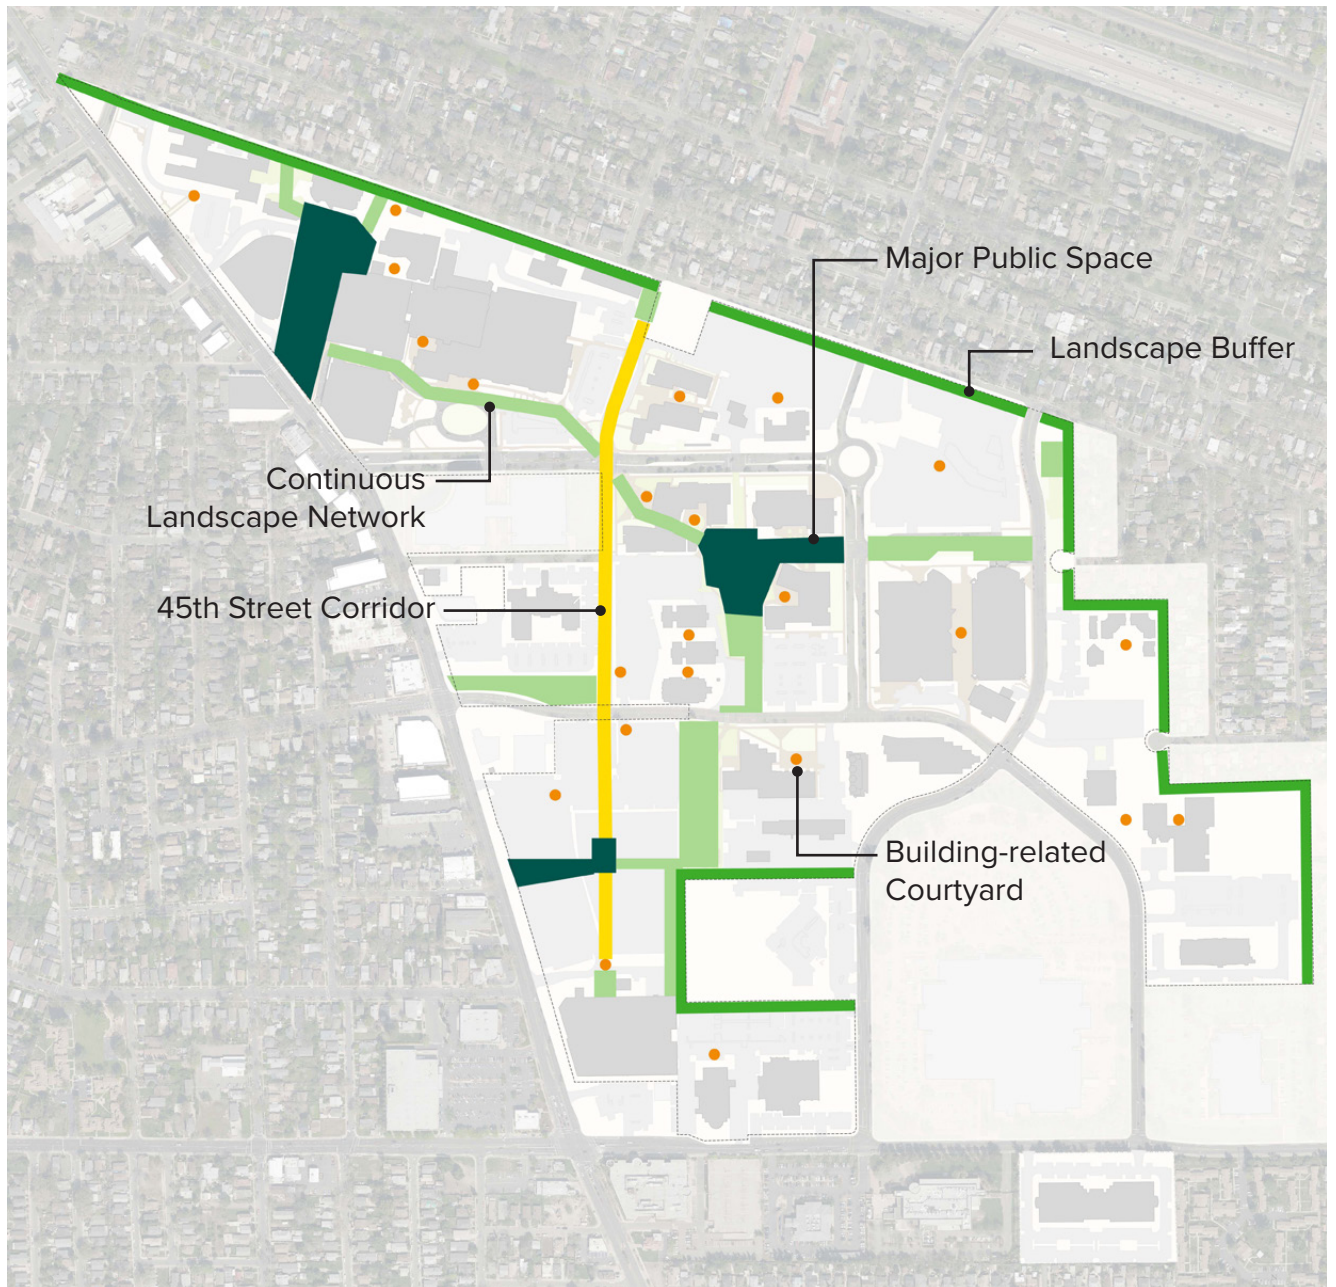 Major Public Space
Landscape Buffer
Continuous
Landscape Network
45th Street Corridor
Building-related
Courtyard